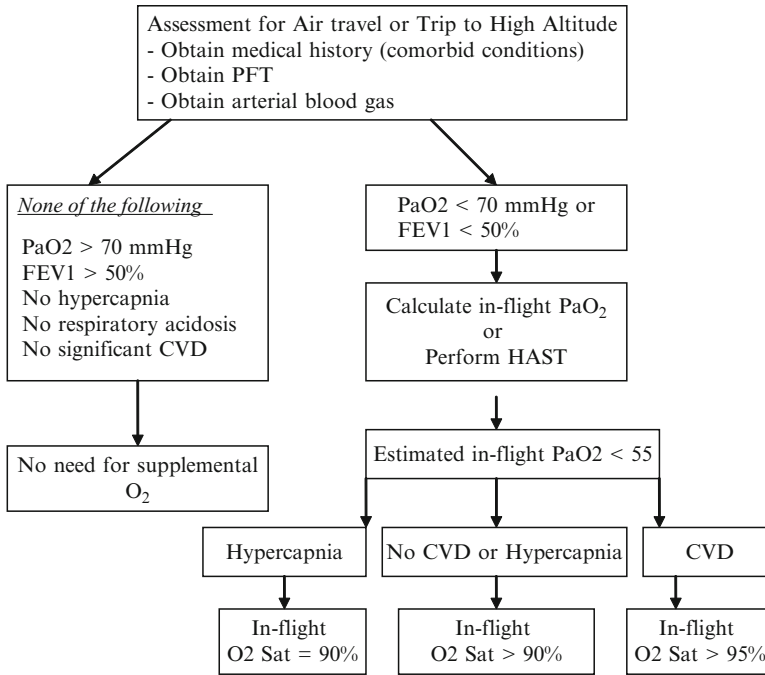 Assessment for Air travel or Trip to High Altitude
- Obtain medical history (comorbid conditions)
- Obtain PFT
- Obtain arterial blood gas
None of the following
PaO2 > 70 mmHg
FEV1 > 50%
No hypercapnia
No respiratory acidosis
No significant CVD
No need for supplemental
O₂
PaO2 < 70 mmHg or
FEV1 < 50%
Calculate in-flight PaO₂
or
Perform HAST
Estimated in-flight PaO2 < 55
Hypercapnia
In-flight
O2 Sat = 90%
No CVD or Hypercapnia
In-flight
O2 Sat > 90%
CVD
In-flight
O2 Sat > 95%